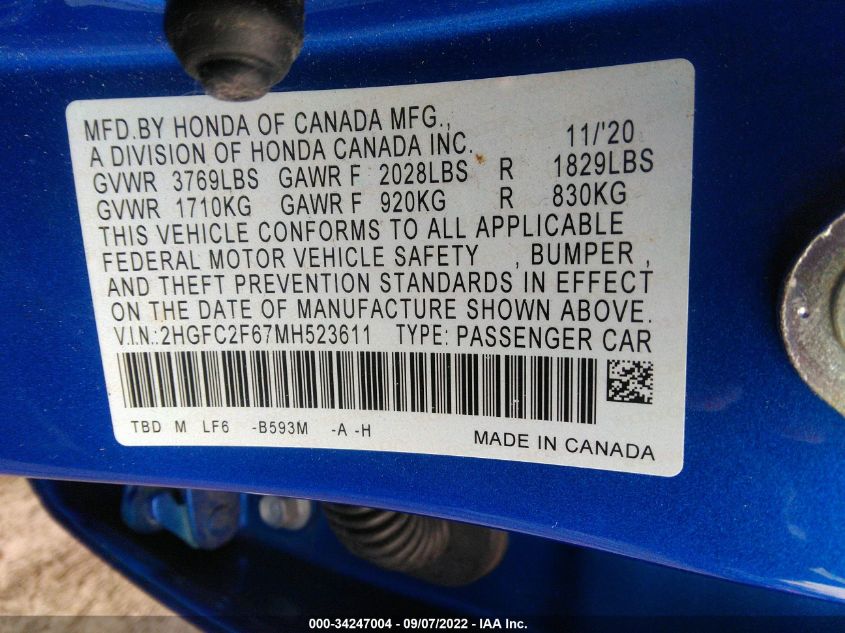 MFD.BY HONDA OF CANADA MFG.,
A DIVISION OF HONDA CANADA INC. 11/'20
GVWR 3769LBS GAWR F 2028LBS R 1829LBS
GVWR 1710KG GAWR F 920KG R 830KG
THIS VEHICLE CONFORMS TO ALL APPLICABLE
FEDERAL MOTOR VEHICLE SAFETY , BUMPER ,
AND THEFT PREVENTION STANDARDS IN EFFECT
ON THE DATE OF MANUFACTURE SHOWN ABOVE.
V.I.N.:2HGFC2F67MH523611 TYPE: PASSENGER CAR
TBD M LF6 -B593M -A -H
MADE IN CANADA
000-34247004 — 09/07/2022 — IAA Inc.